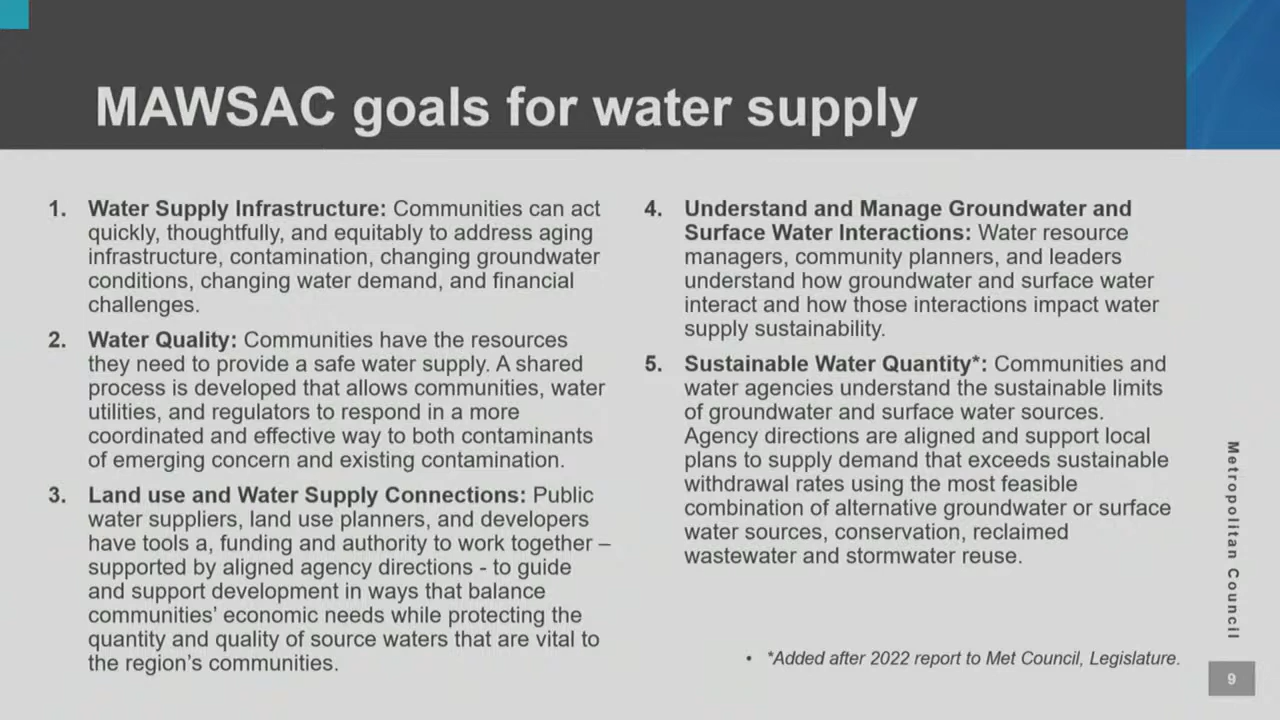 MAWSAC goals for water supply
1. Water Supply Infrastructure: Communities can act
quickly, thoughtfully, and equitably to address aging
infrastructure, contamination, changing groundwater
conditions, changing water demand, and financial
challenges.
2. Water Quality: Communities have the resources
they need to provide a safe water supply. A shared
process is developed that allows communities, water
utilities, and regulators to respond in a more
coordinated and effective way to both contaminants
of emerging concern and existing contamination.
3. Land use and Water Supply Connections: Public
water suppliers, land use planners, and developers
have tools a, funding and authority to work together –
supported by aligned agency directions - to guide
and support development in ways that balance
communities’ economic needs while protecting the
quantity and quality of source waters that are vital to
the region’s communities.
4. Understand and Manage Groundwater and
Surface Water Interactions: Water resource
managers, community planners, and leaders
understand how groundwater and surface water
interact and how those interactions impact water
supply sustainability.
5. Sustainable Water Quantity*: Communities and
water agencies understand the sustainable limits
of groundwater and surface water sources.
Agency directions are aligned and support local
plans to supply demand that exceeds sustainable
withdrawal rates using the most feasible
combination of alternative groundwater or surface
water sources, conservation, reclaimed
wastewater and stormwater reuse.
• *Added after 2022 report to Met Council, Legislature.
Metropolitan Council
9